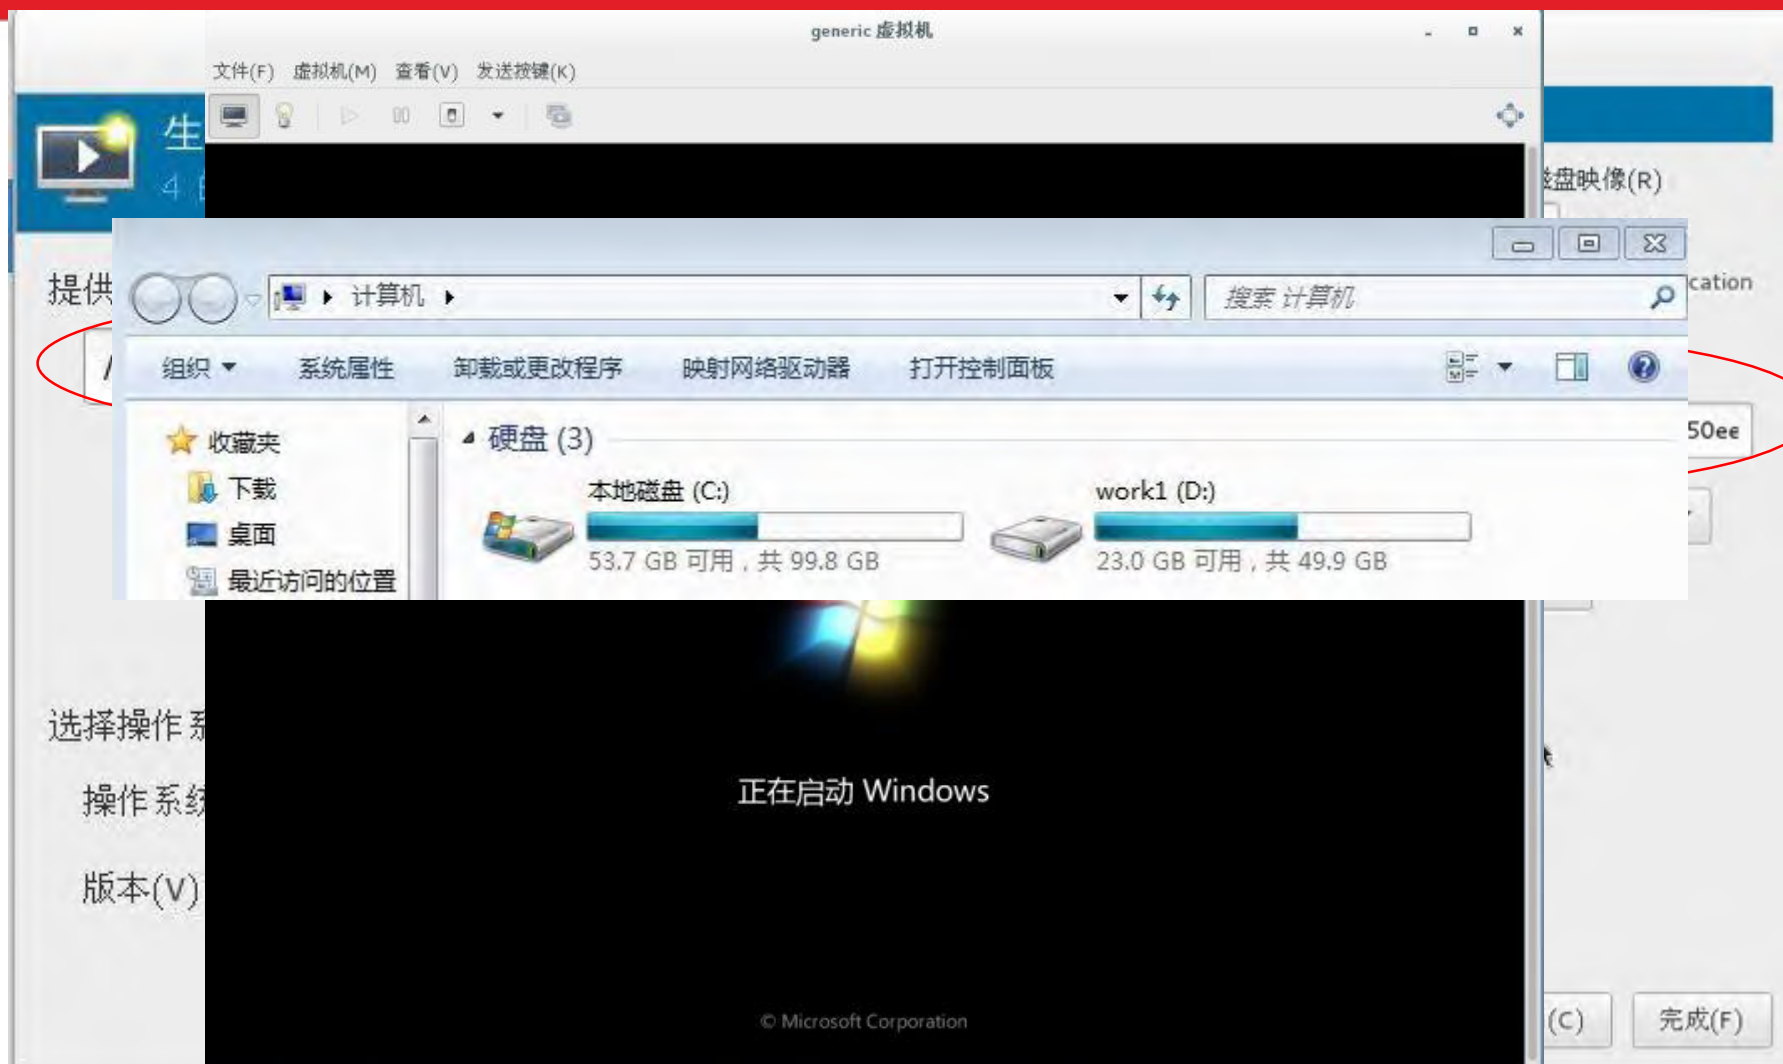 generic 虚拟机
文件(F) 虚拟机(M) 查看(V) 发送按键(K)
生
4
磁盘映像(R)
提供
计算机
搜索 计算机
cation
/
组织 系统属性 卸载或更改程序 映射网络驱动器 打开控制面板
收藏夹
硬盘 (3)
50ee
下载
本地磁盘 (C:)
work1 (D:)
桌面
53.7 GB 可用 , 共 99.8 GB
23.0 GB 可用 , 共 49.9 GB
最近访问的位置
选择操作系
操作系统
正在启动 Windows
版本(V)
© Microsoft Corporation
(C)
完成(F)